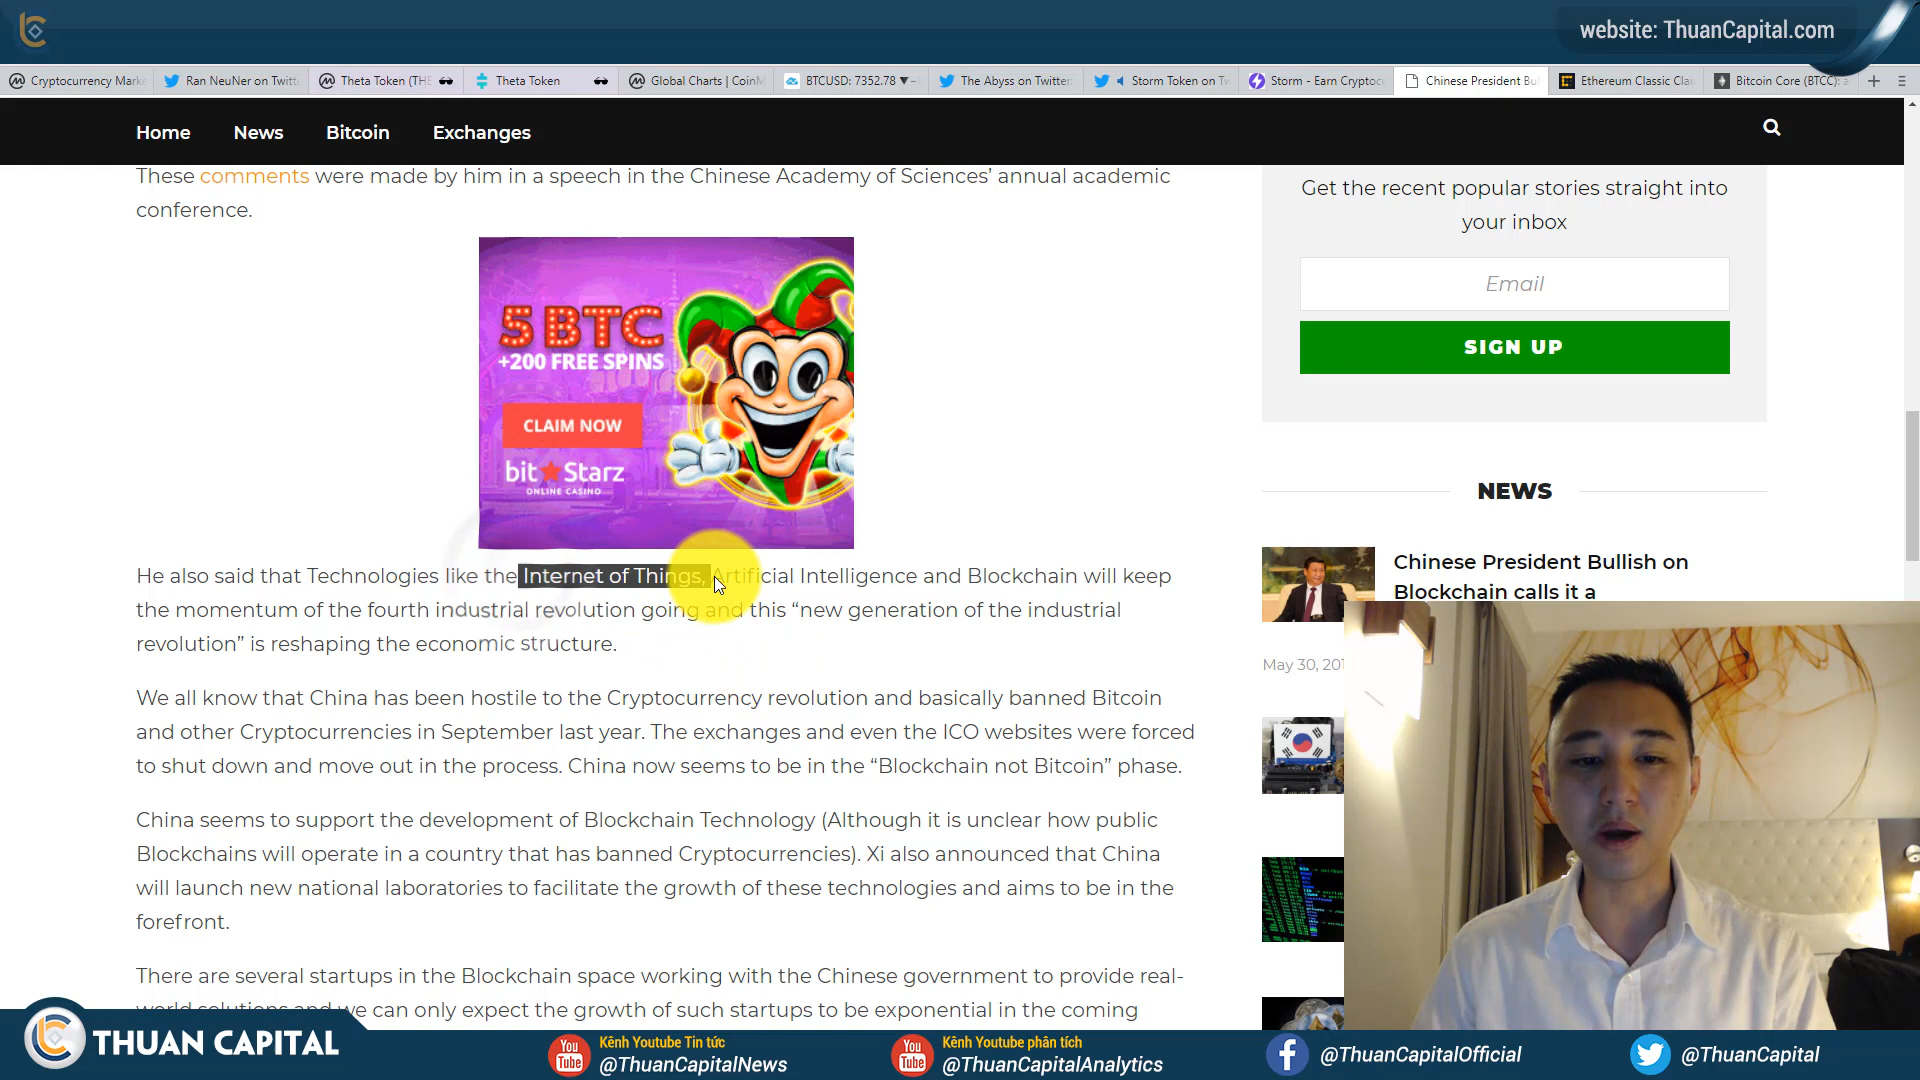 website: ThuanCapital.com
Cryptocurrency Marke
Ran NeuNer on Twitte
Theta Token (THE
Theta Token
Global Charts | CoinM
BTCUSD: 7352.78 ▼ –
The Abyss on Twitter:
Storm Token on Tw
Storm - Earn Cryptoc
Chinese President Bul
Ethereum Classic Clai
Bitcoin Core (BTCC): a
Home News Bitcoin Exchanges
These comments were made by him in a speech in the Chinese Academy of Sciences’ annual academic
conference.
5 BTC
+200 FREE SPINS
CLAIM NOW
bit Starz
ONLINE CASINO
He also said that Technologies like the Internet of Things, Artificial Intelligence and Blockchain will keep
the momentum of the fourth industrial revolution going and this “new generation of the industrial
revolution” is reshaping the economic structure.
We all know that China has been hostile to the Cryptocurrency revolution and basically banned Bitcoin
and other Cryptocurrencies in September last year. The exchanges and even the ICO websites were forced
to shut down and move out in the process. China now seems to be in the “Blockchain not Bitcoin” phase.
China seems to support the development of Blockchain Technology (Although it is unclear how public
Blockchains will operate in a country that has banned Cryptocurrencies). Xi also announced that China
will launch new national laboratories to facilitate the growth of these technologies and aims to be in the
forefront.
There are several startups in the Blockchain space working with the Chinese government to provide real-
world solutions and we can only expect the growth of such startups to be exponential in the coming
Get the recent popular stories straight into
your inbox
Email
SIGN UP
NEWS
Chinese President Bullish on
Blockchain calls it a
May 30, 201
THUAN CAPITAL
You
Tube
Kênh Youtube Tin tức
@ThuanCapitalNews
You
Tube
Kênh Youtube phân tích
@ThuanCapitalAnalytics
@ThuanCapitalOfficial
@ThuanCapital